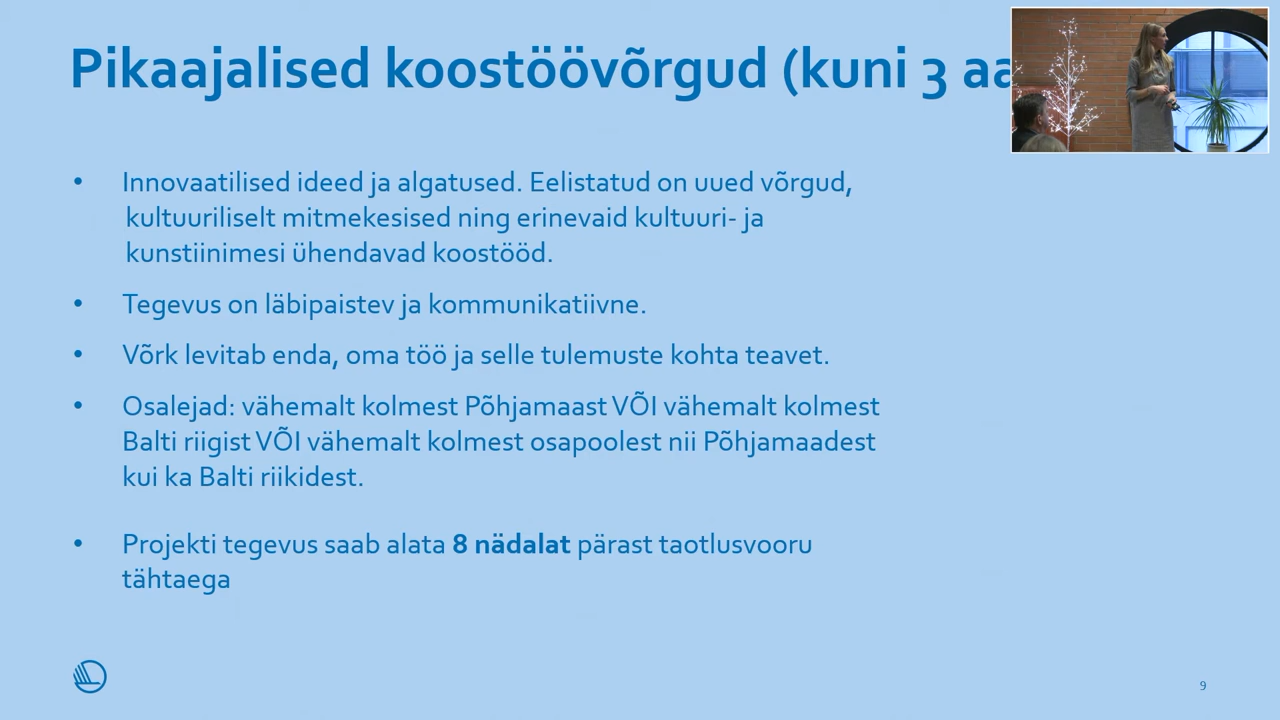 Pikaajalised koostöövõrgud (kuni 3
• Innovaatilised ideed ja algatused. Eelistatud on uued võrgud,
kultuuriliselt mitmekesised ning erinevaid kultuuri- ja
kunstiinimesi ühendavad koostööd.
• Tegevus on läbipaistev ja kommunikatiivne.
• Võrk levitab enda, oma töö ja selle tulemuste kohta teavet.
• Osalejad: vähemalt kolmest Põhjamaast VÕI vähemalt kolmest
Balti riigist VÕI vähemalt kolmest osapoolest nii Põhjamaadest
kui ka Balti riikidest.
• Projekti tegevus saab alata 8 nädalat pärast taotlusvooru
tähtaega
9